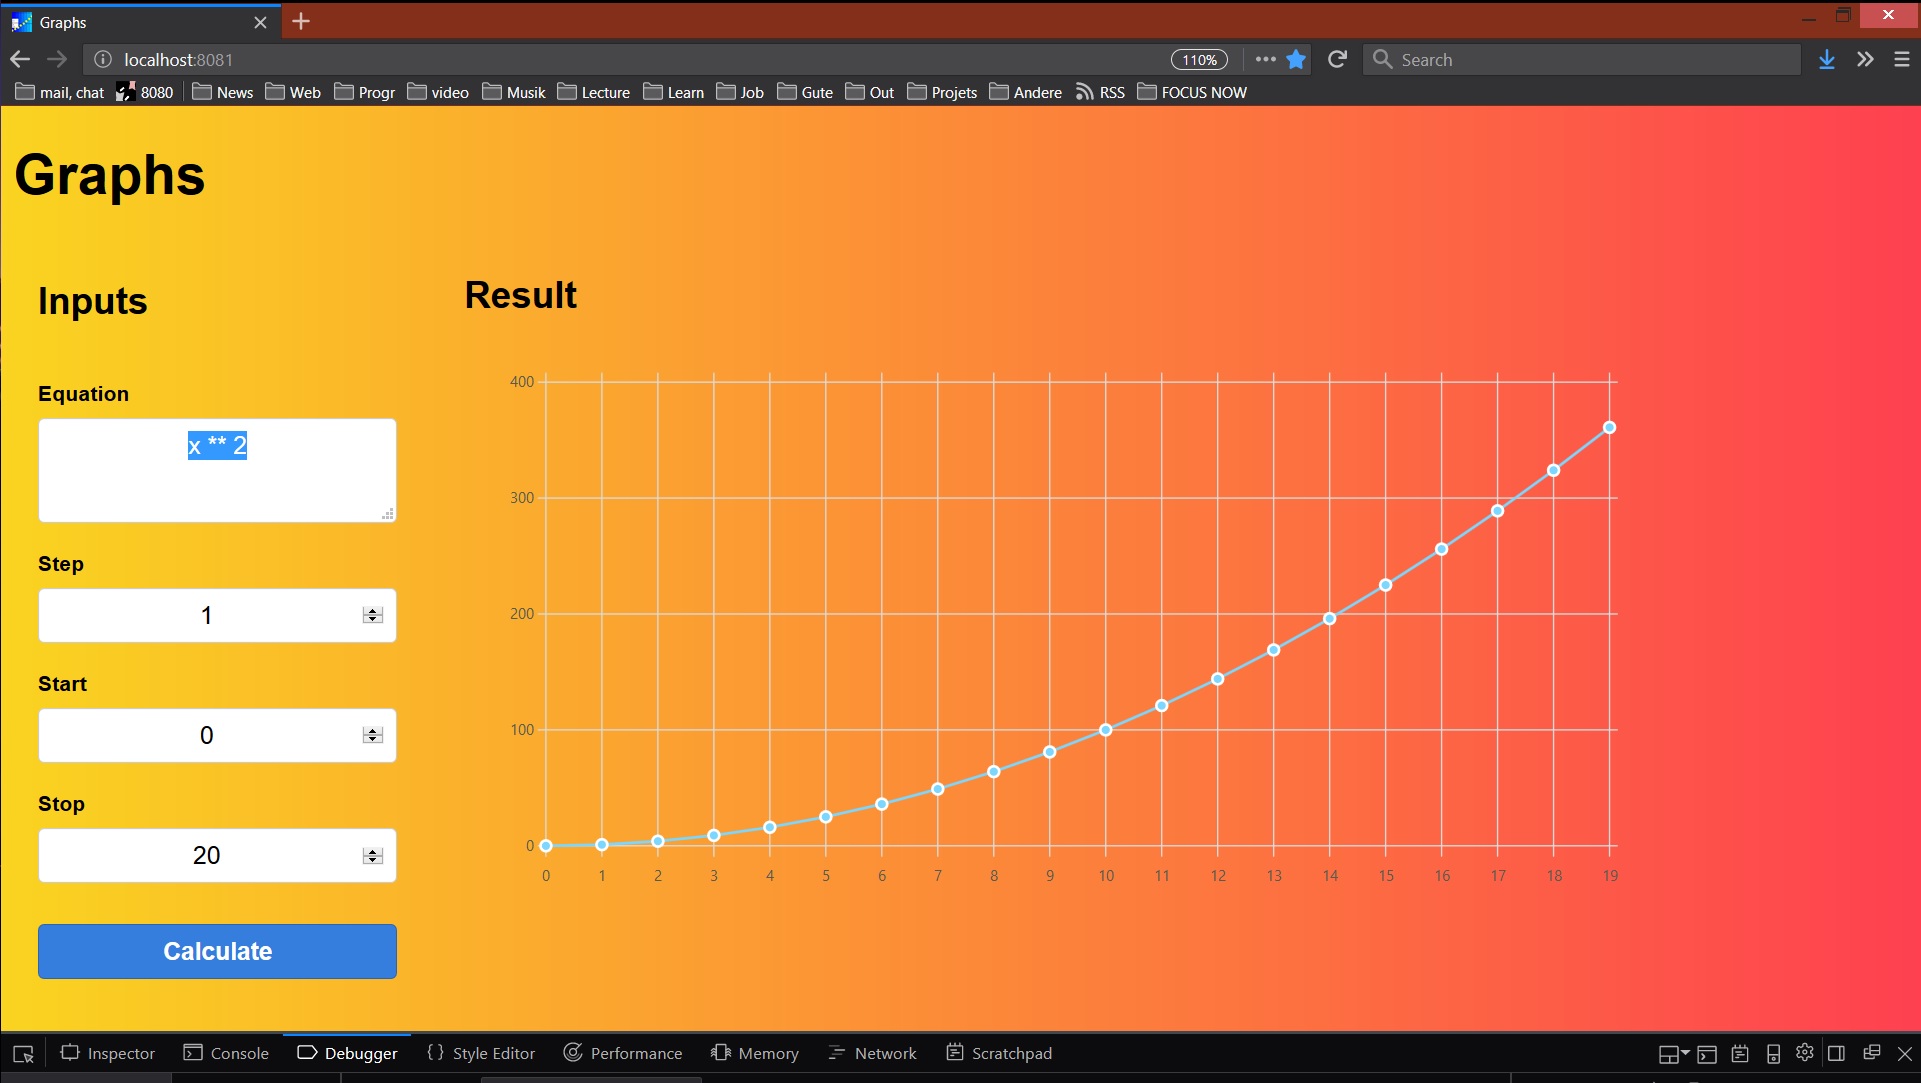 Graphs
localhost:8081
110%
Search
mail, chat 8080 News Web Progr video Musik Lecture Learn Job Gute Out Projets Andere RSS FOCUS NOW
Graphs
Inputs
Equation
x ** 2
Step
1
Start
0
Stop
20
Calculate
Result
400
300
200
100
0
0 1 2 3 4 5 6 7 8 9 10 11 12 13 14 15 16 17 18 19
Inspector Console Debugger {} Style Editor Performance Memory Network Scratchpad